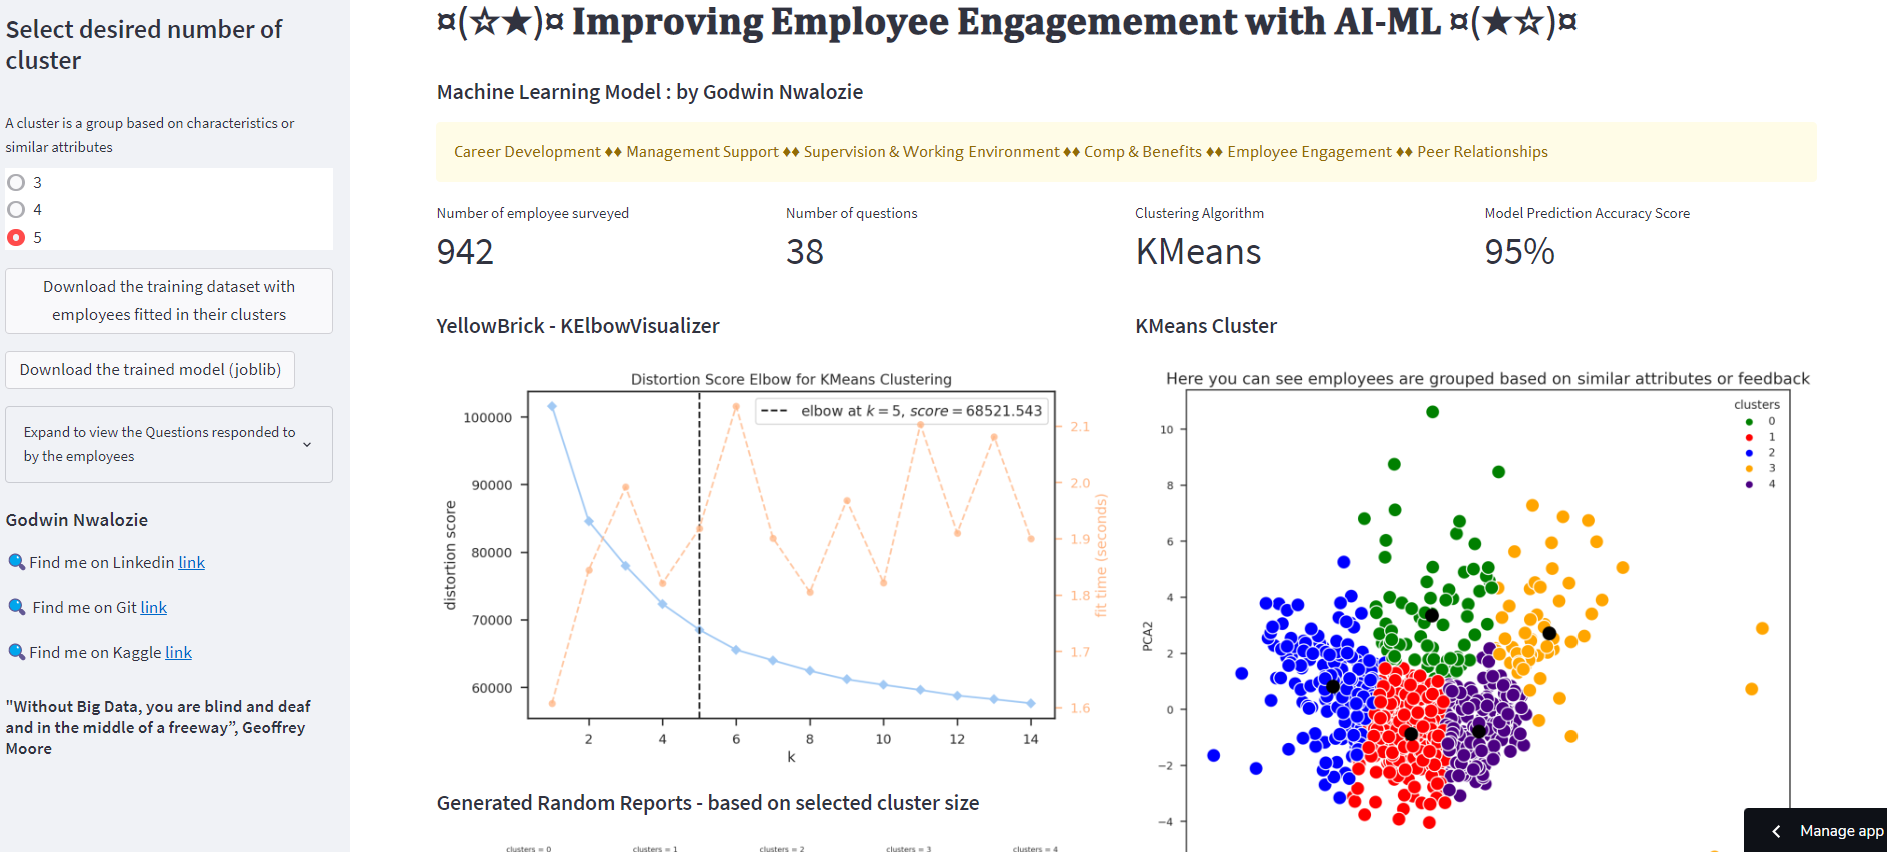 Select desired number of
cluster
A cluster is a group based on characteristics or
similar attributes
3
4
5
Download the training dataset with
employees fitted in their clusters
Download the trained model (joblib)
Expand to view the Questions responded to
by the employees
Godwin Nwalozie
Find me on Linkedin link
Find me on Git link
Find me on Kaggle link
"Without Big Data, you are blind and deaf
and in the middle of a freeway”, Geoffrey
Moore
¤(☆★)¤ Improving Employee Engagemement with AI-ML ¤(★☆)¤
Machine Learning Model : by Godwin Nwalozie
Career Development ♦♦ Management Support ♦♦ Supervision & Working Environment ♦♦ Comp & Benefits ♦♦ Employee Engagement ♦♦ Peer Relationships
Number of employee surveyed
942
Number of questions
38
Clustering Algorithm
KMeans
Model Prediction Accuracy Score
95%
YellowBrick - KElbowVisualizer
Distortion Score Elbow for KMeans Clustering
elbow at k = 5, score = 68521.543
distortion score
100000
90000
80000
70000
60000
2.1
2.0
1.9
1.8
1.7
1.6
fit time (seconds)
2 4 6 8 10 12 14
k
KMeans Cluster
Here you can see employees are grouped based on similar attributes or feedback
clusters
0
1
2
3
4
PCA2
10
8
6
4
2
0
−2
−4
Generated Random Reports - based on selected cluster size
clusters = 0 clusters = 1 clusters = 2 clusters = 3 clusters = 4
Manage app